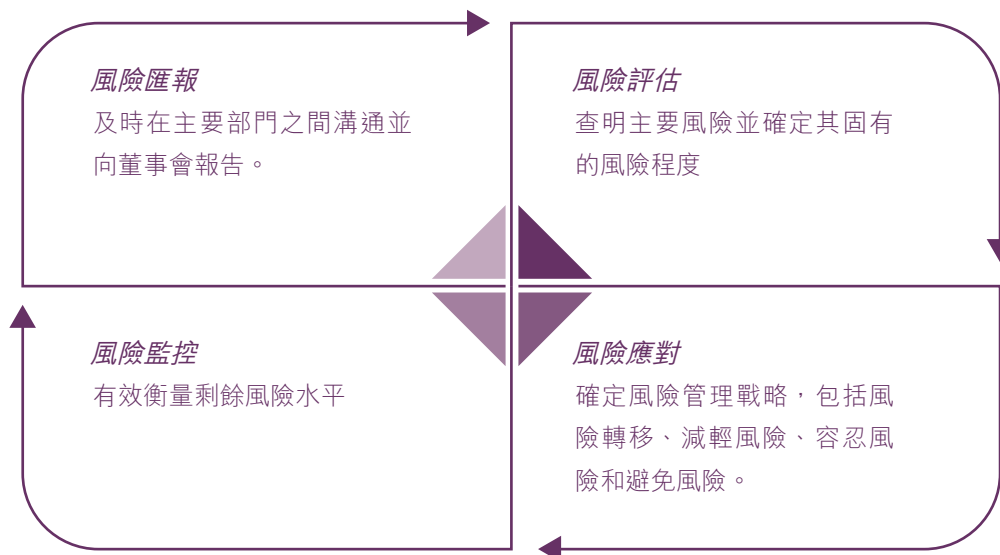 風險匯報
及時在主要部門之間溝通並
向董事會報告。
風險評估
查明主要風險並確定其固有
的風險程度
風險監控
有效衡量剩餘風險水平
風險應對
確定風險管理戰略，包括風
險轉移、減輕風險、容忍風
險和避免風險。